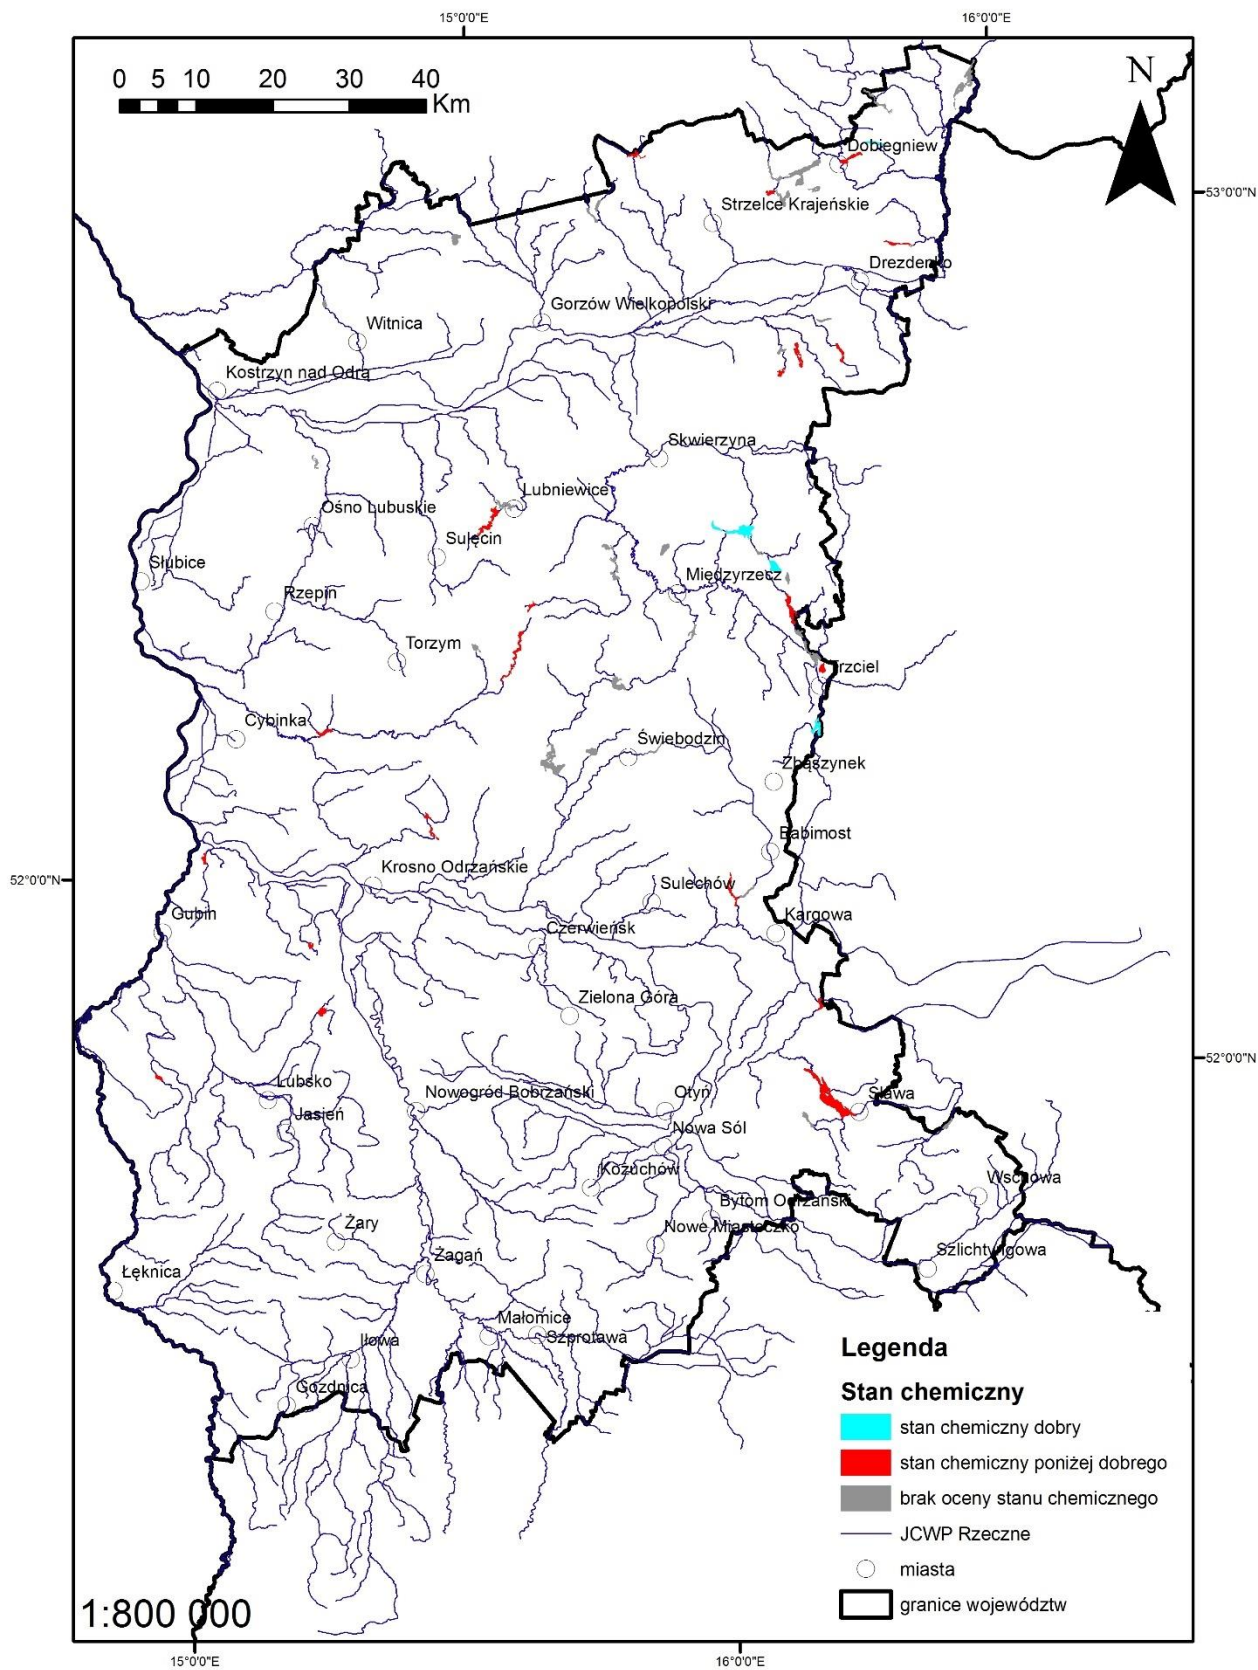 15°0'0"E
16°0'0"E
0 5 10 20 30 40
Km
N
Dobiegniew
53°0'0"N
Strzelce Krajeńskie
Drezdenko
Gorzów Wielkopolski
Witnica
Kostrzyn nad Odrą
Skwierzyna
Lubniewice
Ośno Lubuskie
Sulęcin
Słubice
Międzyrzecz
Rzepin
Torzym
Trzciel
Cybinka
Świebodzin
Zbąszynek
Babimost
Krosno Odrzańskie
52°0'0"N
Sulechów
Gubin
Kargowa
Czerwieńsk
Zielona Góra
52°0'0"N
Lubsko
Nowogród Bobrzański
Otyń
Sława
Jasień
Nowa Sól
Kożuchów
Wschowa
Bytom Odrzański
Żary
Nowe Miasteczko
Żagań
Szlichtyngowa
Łęknica
Małomice
Szprotawa
Iłowa
Gozdnica
Legenda
Stan chemiczny
stan chemiczny dobry
stan chemiczny poniżej dobrego
brak oceny stanu chemicznego
JCWP Rzeczne
miasta
granice województw
1:800 000
15°0'0"E
16°0'0"E